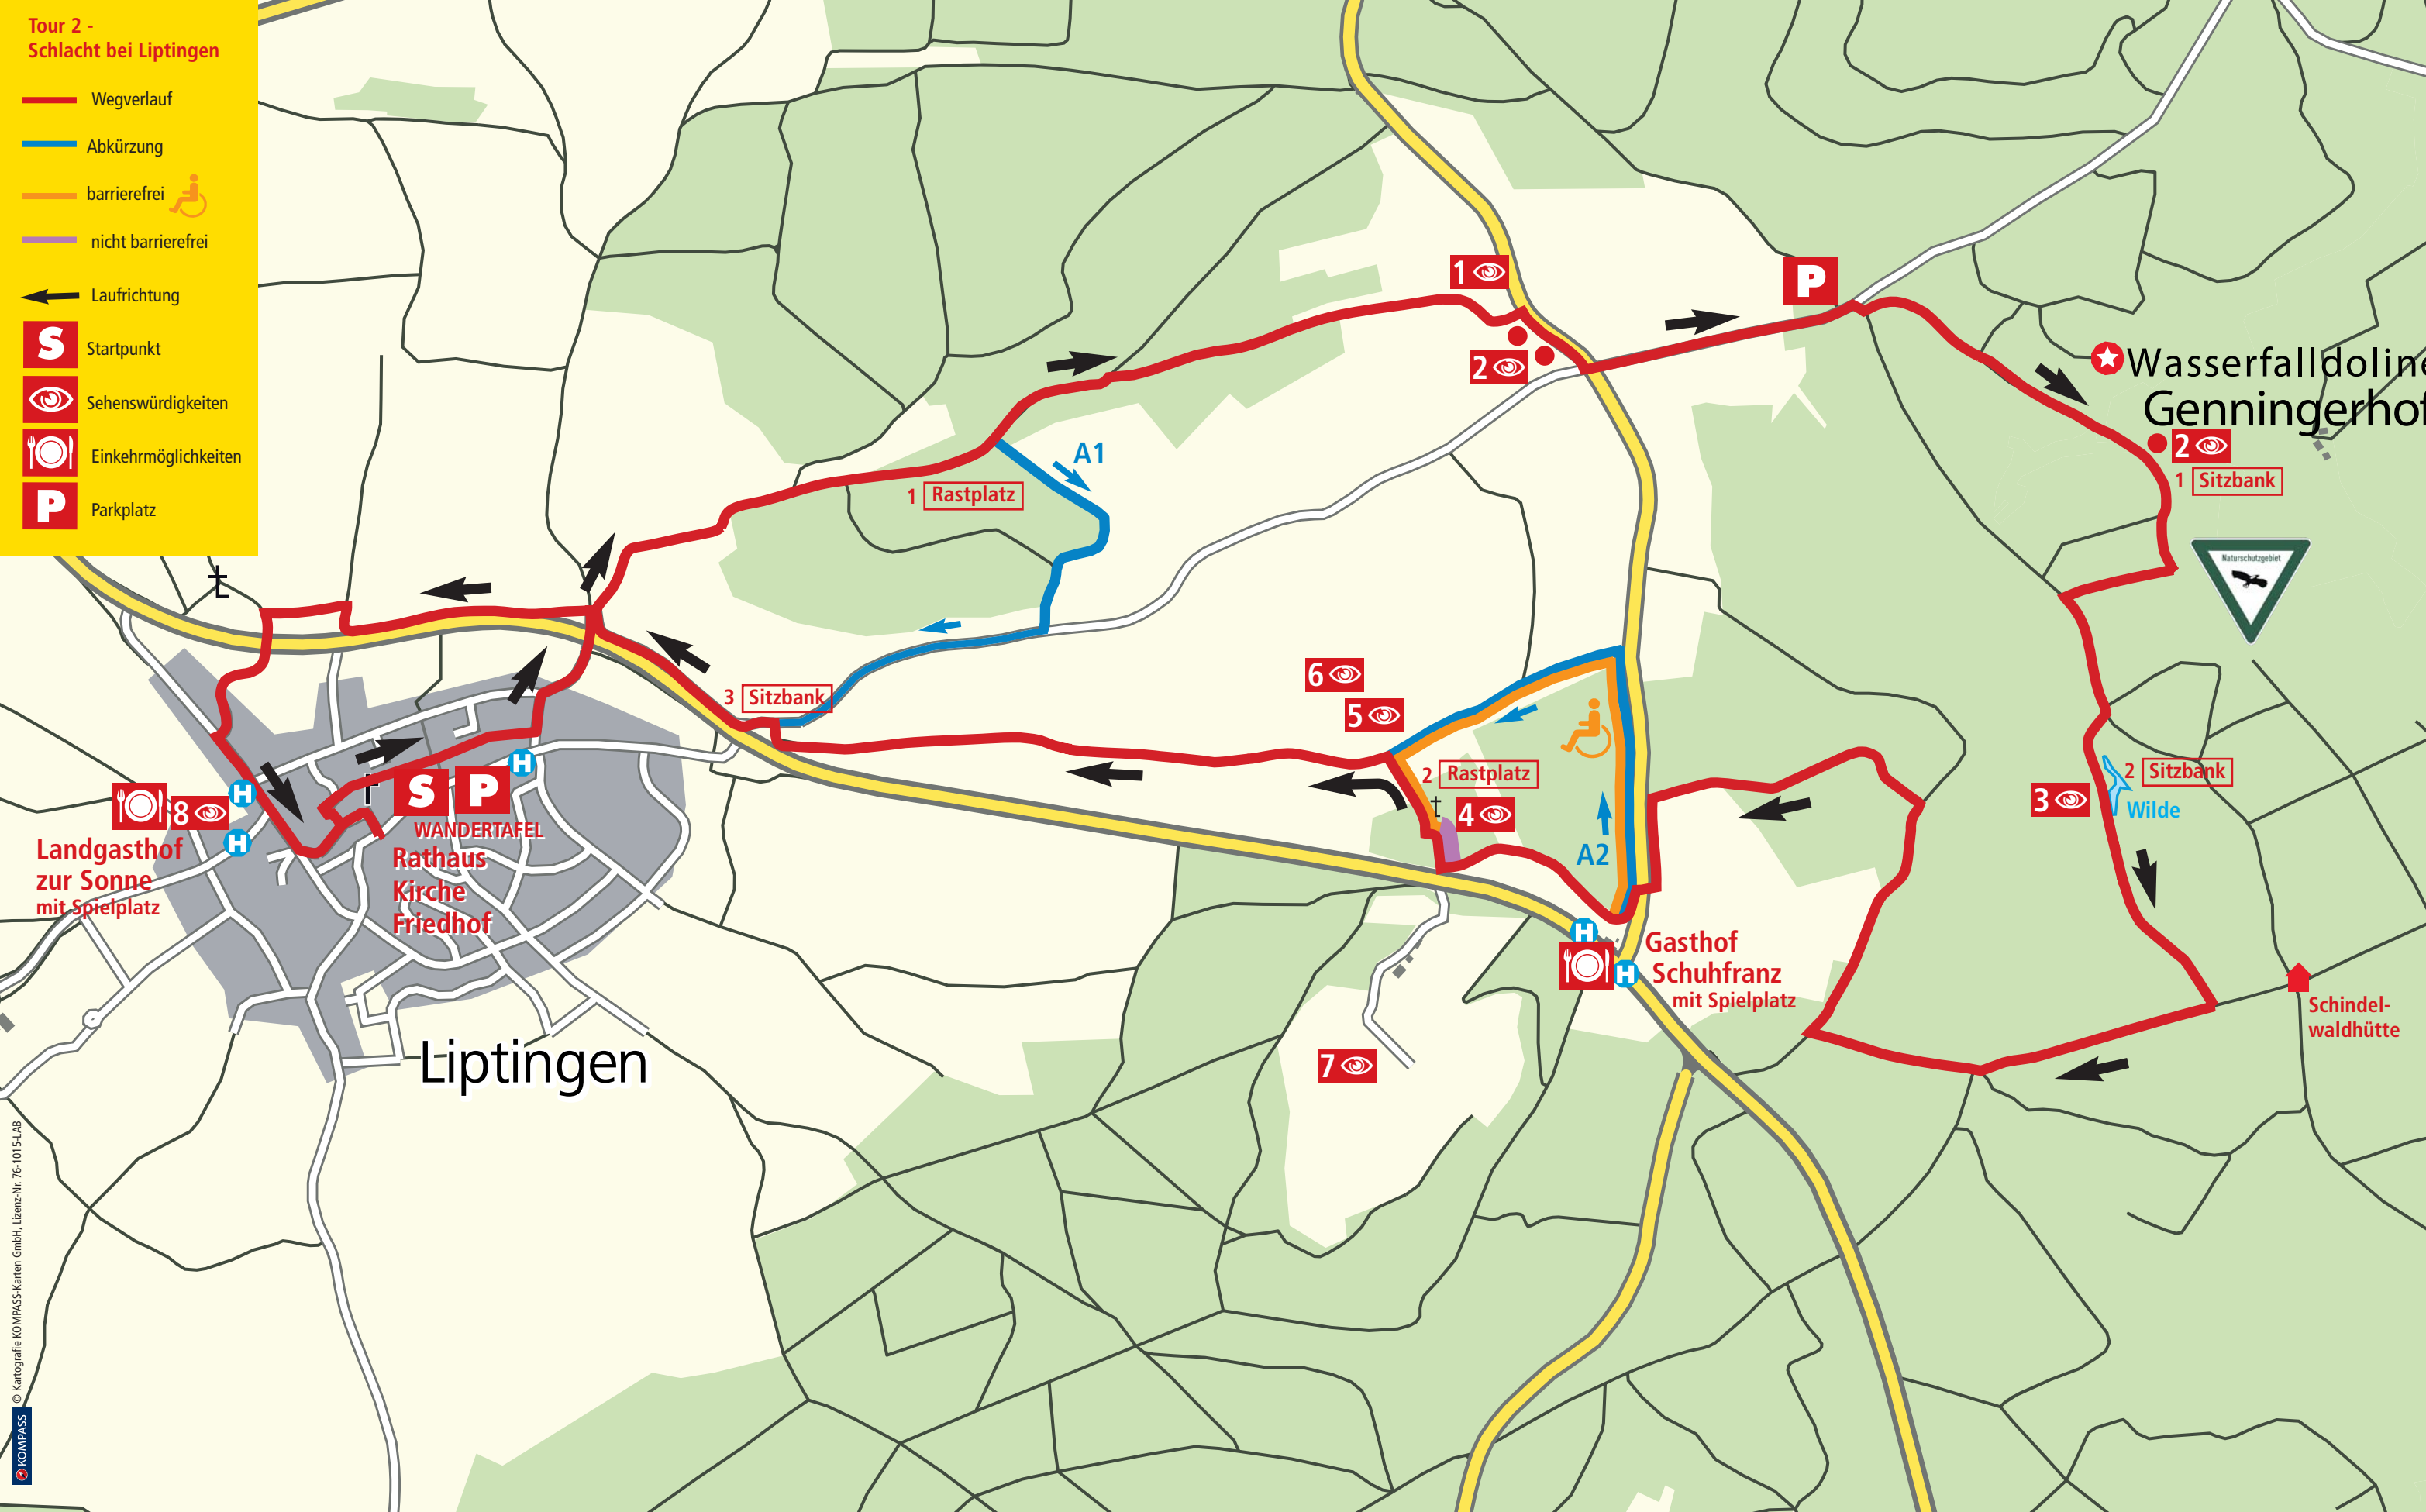 Tour 2 -
Schlacht bei Liptingen
Wegverlauf
Abkürzung
barrierefrei
nicht barrierefrei
Laufrichtung
S Startpunkt
Sehenswürdigkeiten
Einkehrmöglichkeiten
P Parkplatz
1
2
P
Wasserfalldoline
Genningerhof
2
1 Sitzbank
A1
1 Rastplatz
Naturschutzgebiet
6
5
3 Sitzbank
2 Rastplatz
4
A2
2 Sitzbank
3
Wilde
H
S P
H
8
H
WANDERTAFEL
Landgasthof
zur Sonne
mit Spielplatz
Rathaus
Kirche
Friedhof
H
H
Gasthof
Schuhfranz
mit Spielplatz
Schindel-
waldhütte
7
Liptingen
KOMPASS © Kartografie KOMPASS-Karten GmbH, Lizenz-Nr. 76-1015-LAB